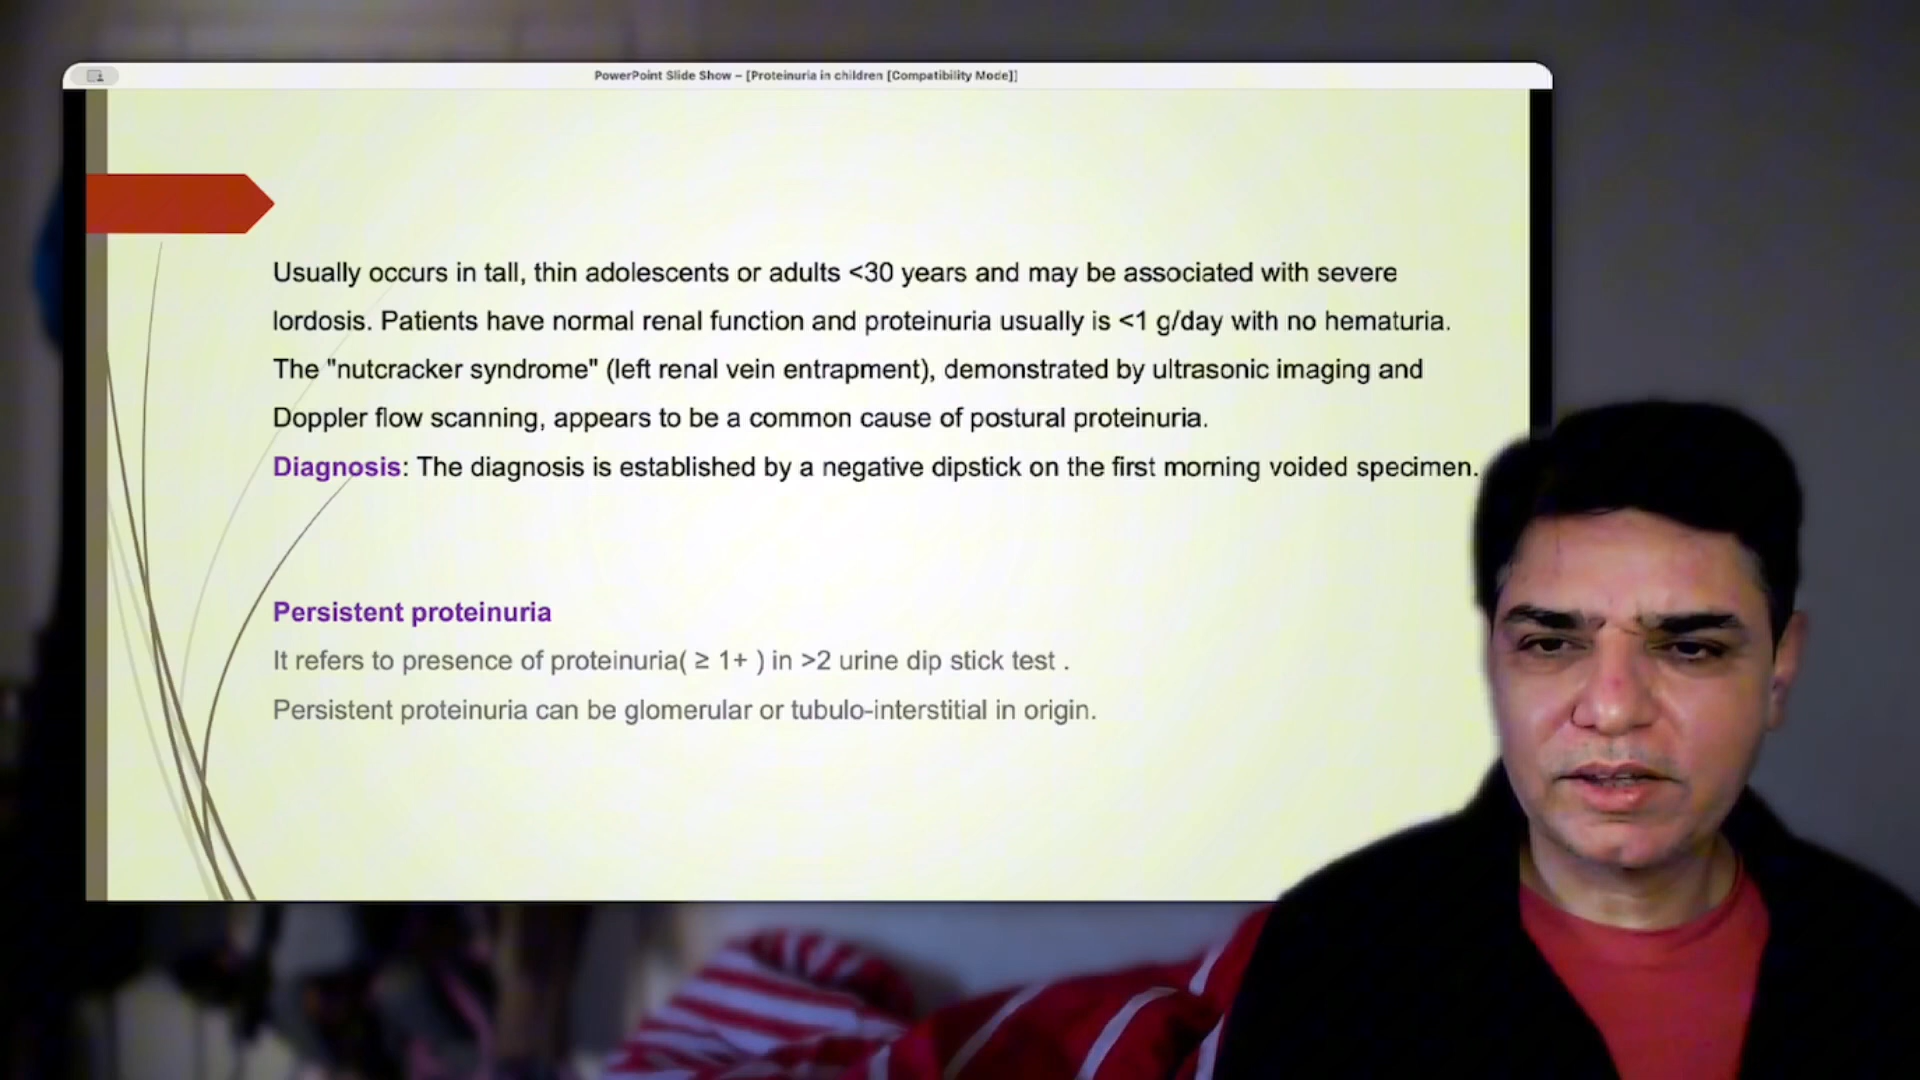 PowerPoint Slide Show – [Proteinuria in children [Compatibility Mode]]
Usually occurs in tall, thin adolescents or adults <30 years and may be associated with severe
lordosis. Patients have normal renal function and proteinuria usually is <1 g/day with no hematuria.
The "nutcracker syndrome" (left renal vein entrapment), demonstrated by ultrasonic imaging and
Doppler flow scanning, appears to be a common cause of postural proteinuria.
Diagnosis: The diagnosis is established by a negative dipstick on the first morning voided specimen.
Persistent proteinuria
It refers to presence of proteinuria( ≥ 1+ ) in >2 urine dip stick test .
Persistent proteinuria can be glomerular or tubulo-interstitial in origin.